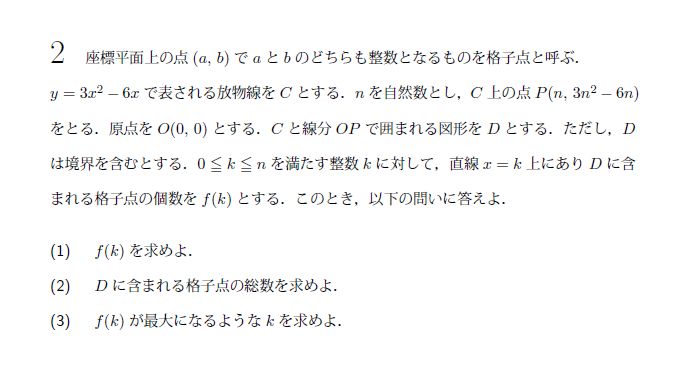 2 座標平面上の点 (a, b) で a と b のどちらも整数となるものを格子点と呼ぶ．
y = 3x² − 6x で表される放物線を C とする．n を自然数とし，C 上の点 P(n, 3n² − 6n)
をとる．原点を O(0, 0) とする．C と線分 OP で囲まれる図形を D とする．ただし，D
は境界を含むとする．0 ≦ k ≦ n を満たす整数 k に対して，直線 x = k 上にあり D に含
まれる格子点の個数を f(k) とする．このとき，以下の問いに答えよ．
(1) f(k) を求めよ．
(2) D に含まれる格子点の総数を求めよ．
(3) f(k) が最大になるような k を求めよ．